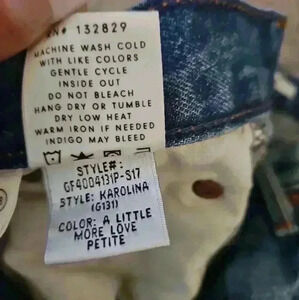 RN# 132829
MACHINE WASH COLD
WITH LIKE COLORS
GENTLE CYCLE
INSIDE OUT
DO NOT BLEACH
HANG DRY OR TUMBLE
DRY LOW HEAT
WARM IRON IF NEEDED
INDIGO MAY BLEED
STYLE#:
GF4004131P-S17
STYLE: KAROLINA
(G131)
COLOR: A LITTLE
MORE LOVE
PETITE